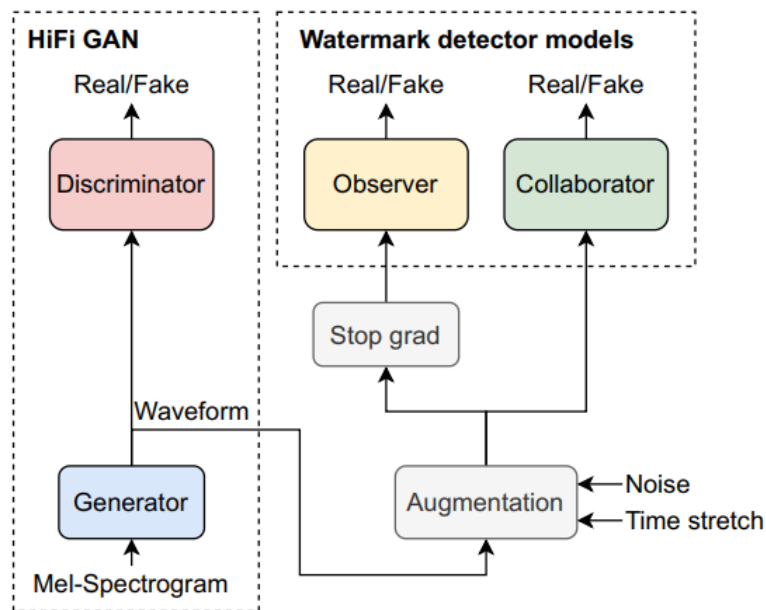 HiFi GAN
Watermark detector models
Real/Fake
Real/Fake
Real/Fake
Discriminator
Observer
Collaborator
Stop grad
Waveform
Generator
Augmentation
Noise
Time stretch
Mel-Spectrogram